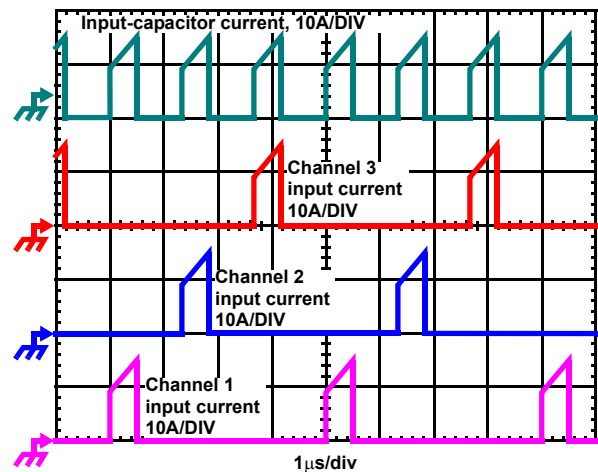 Input-capacitor current, 10A/DIV
Channel 3
input current
10A/DIV
Channel 2
input current
10A/DIV
Channel 1
input current
10A/DIV
1μs/div